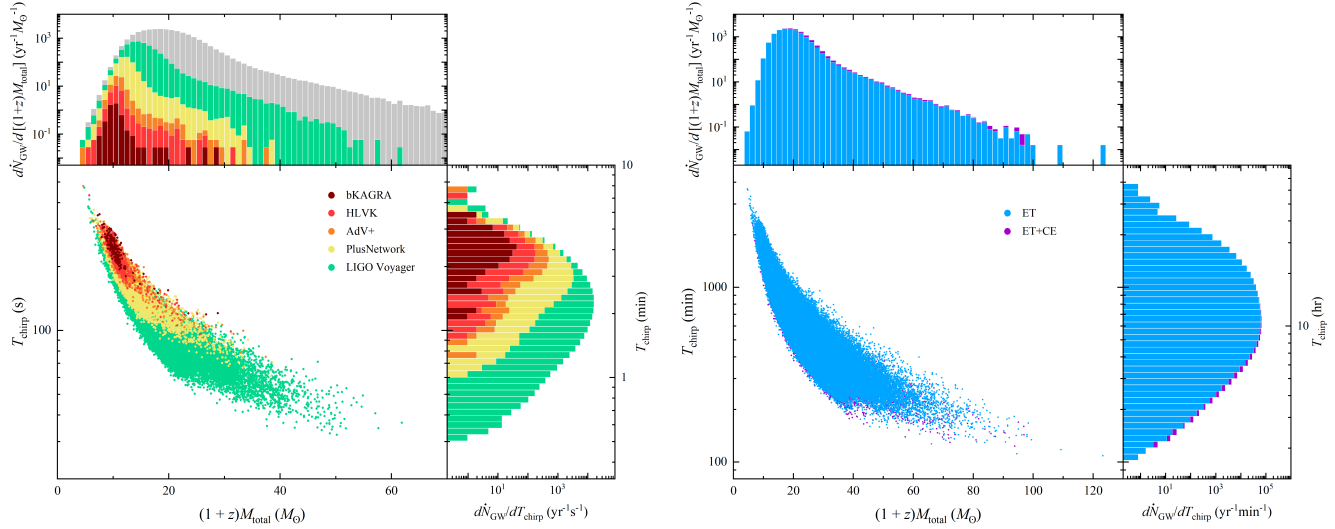 dṄ_GW/d[(1+z)M_total] (yr⁻¹M_⊙⁻¹)
10³
10¹
10⁻¹
T_chirp (s)
100
bKAGRA
HLVK
AdV+
PlusNetwork
LIGO Voyager
0
20
40
60
(1 + z)M_total (M_⊙)
10
1
T_chirp (min)
10¹
10³
dṄ_GW/dT_chirp (yr⁻¹s⁻¹)
dṄ_GW/d[(1+z)M_total] (yr⁻¹M_⊙⁻¹)
10³
10¹
10⁻¹
T_chirp (min)
1000
100
ET
ET+CE
0
20
40
60
80
100
120
(1 + z)M_total (M_⊙)
10
T_chirp (hr)
10¹
10³
10⁵
dṄ_GW/dT_chirp (yr⁻¹min⁻¹)